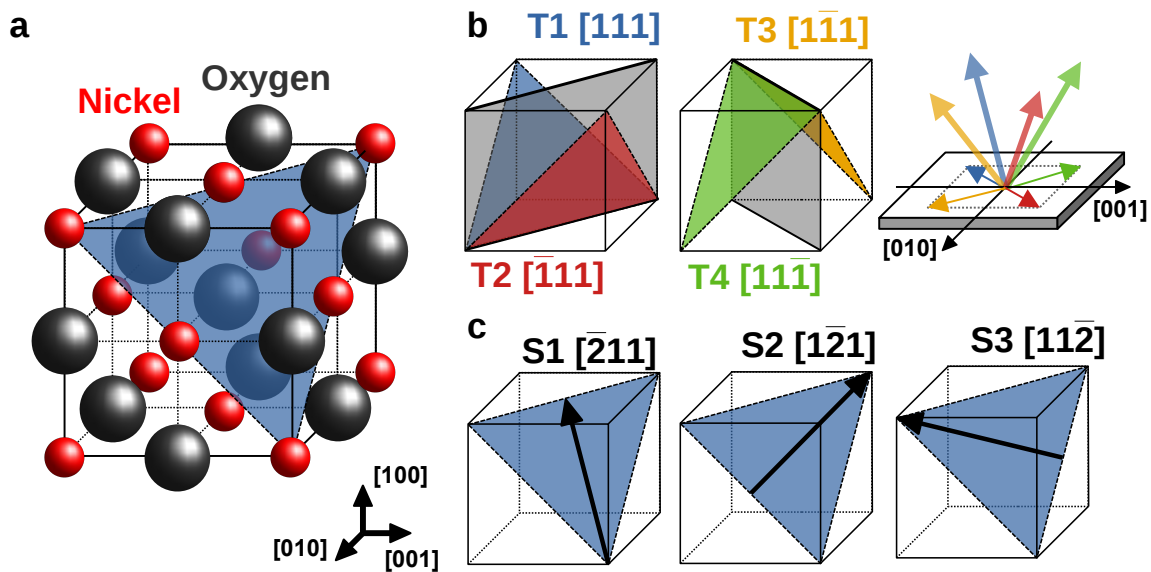 a
Nickel
Oxygen
[100]
[010]
[001]
b
T1 [111]
T3 [11̅1]
T2 [1̅11]
T4 [111̅]
[001]
[010]
c
S1 [2̅11]
S2 [12̅1]
S3 [112̅]